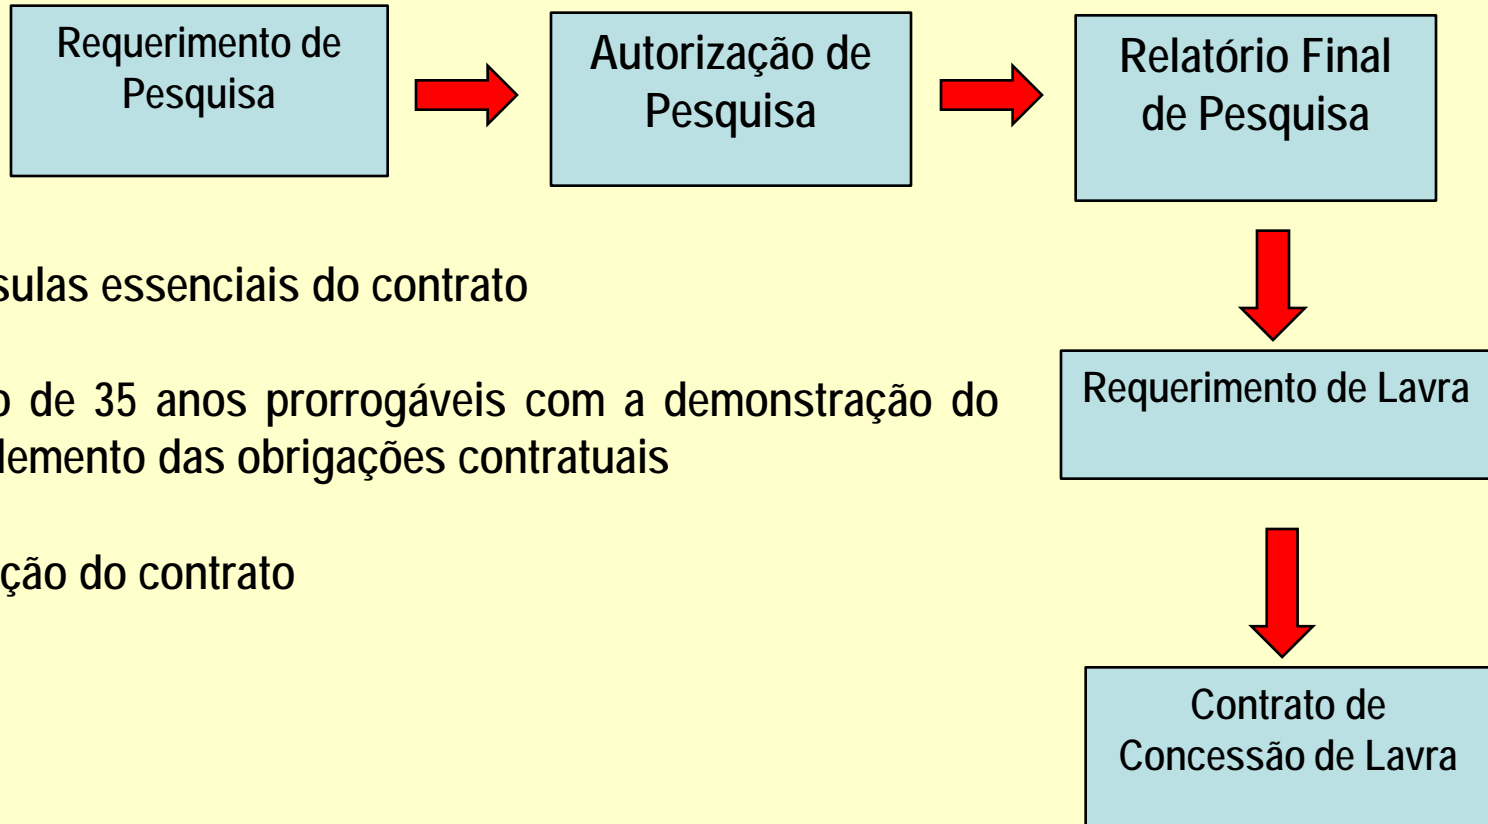 Requerimento de
Pesquisa
Autorização de
Pesquisa
Relatório Final
de Pesquisa
sulas essenciais do contrato
o de 35 anos prorrogáveis com a demonstração do
lemento das obrigações contratuais
ção do contrato
Requerimento de Lavra
Contrato de
Concessão de Lavra